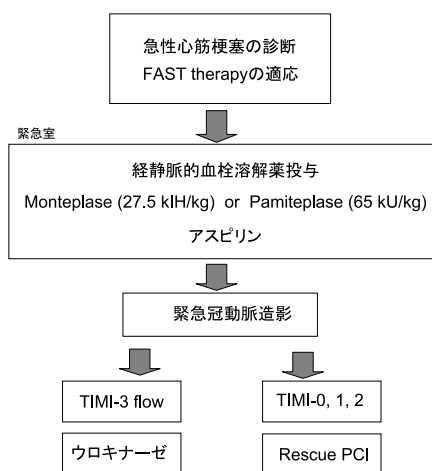 急性心筋梗塞の診断
FAST therapyの適応
緊急室
経静脈的血栓溶解薬投与
Monteplase (27.5 kIH/kg) or Pamiteplase (65 kU/kg)
アスピリン
緊急冠動脈造影
TIMI-3 flow
TIMI-0, 1, 2
ウロキナーゼ
Rescue PCI